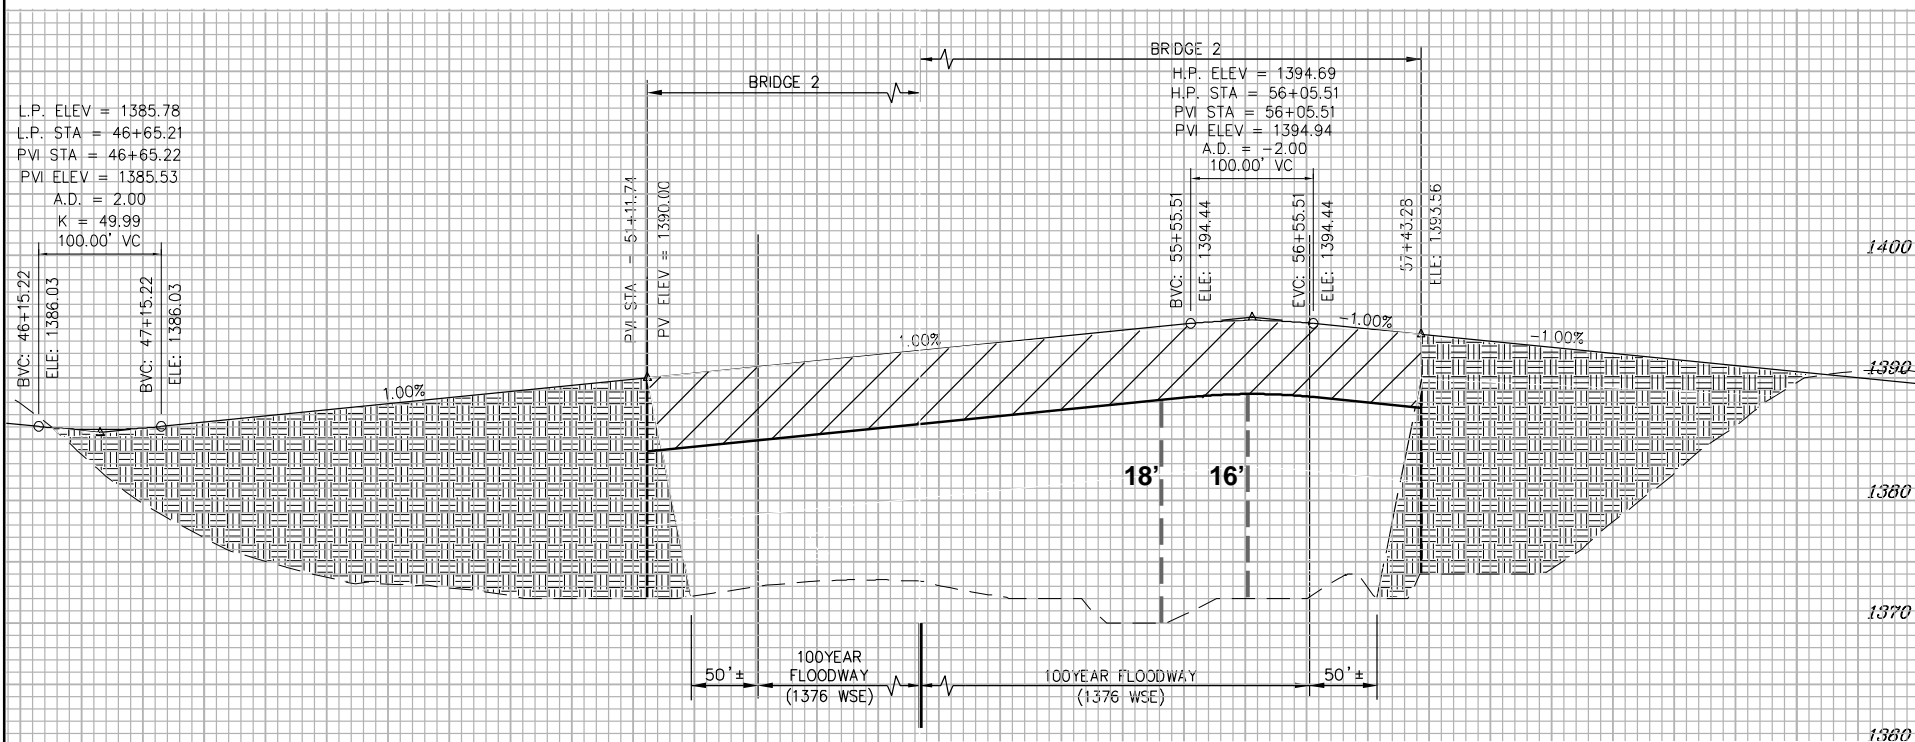 BRIDGE 2
BRIDGE 2
L.P. ELEV = 1385.78
L.P. STA = 46+65.21
PVI STA = 46+65.22
PVI ELEV = 1385.53
A.D. = 2.00
K = 49.99
100.00' VC
BVC: 46+15.22
ELE: 1386.03
BVC: 47+15.22
ELE: 1386.03
H.P. ELEV = 1394.69
H.P. STA = 56+05.51
PVI STA = 56+05.51
PVI ELEV = 1394.94
A.D. = -2.00
100.00' VC
PVI STA = 51+11.74
PVI ELEV = 1390.00
BVC: 55+55.51
ELE: 1394.44
EVC: 56+55.51
ELE: 1394.44
57+43.28
ELE: 1393.56
1400
1.00%
1.00%
-1.00%
-1.00%
1390
18'
16'
1380
1370
50'±
100YEAR
FLOODWAY
(1376 WSE)
100YEAR FLOODWAY
(1376 WSE)
50'±
1360